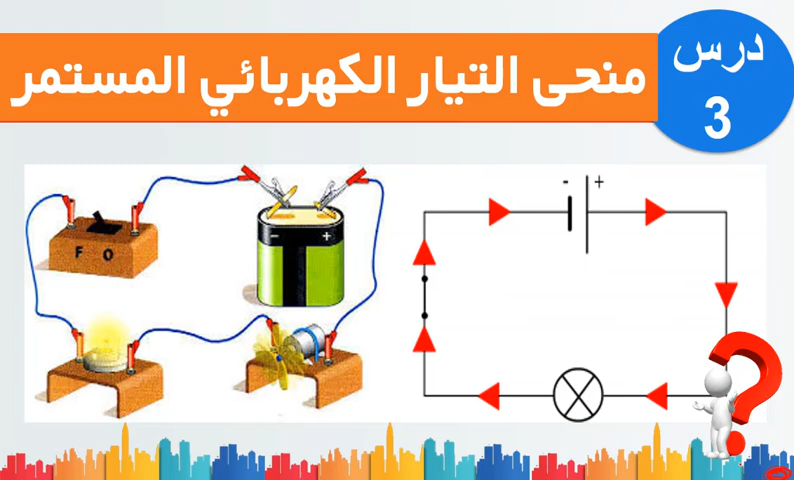 درس
3
منحى التيار الكهربائي المستمر
- +
F O
- +